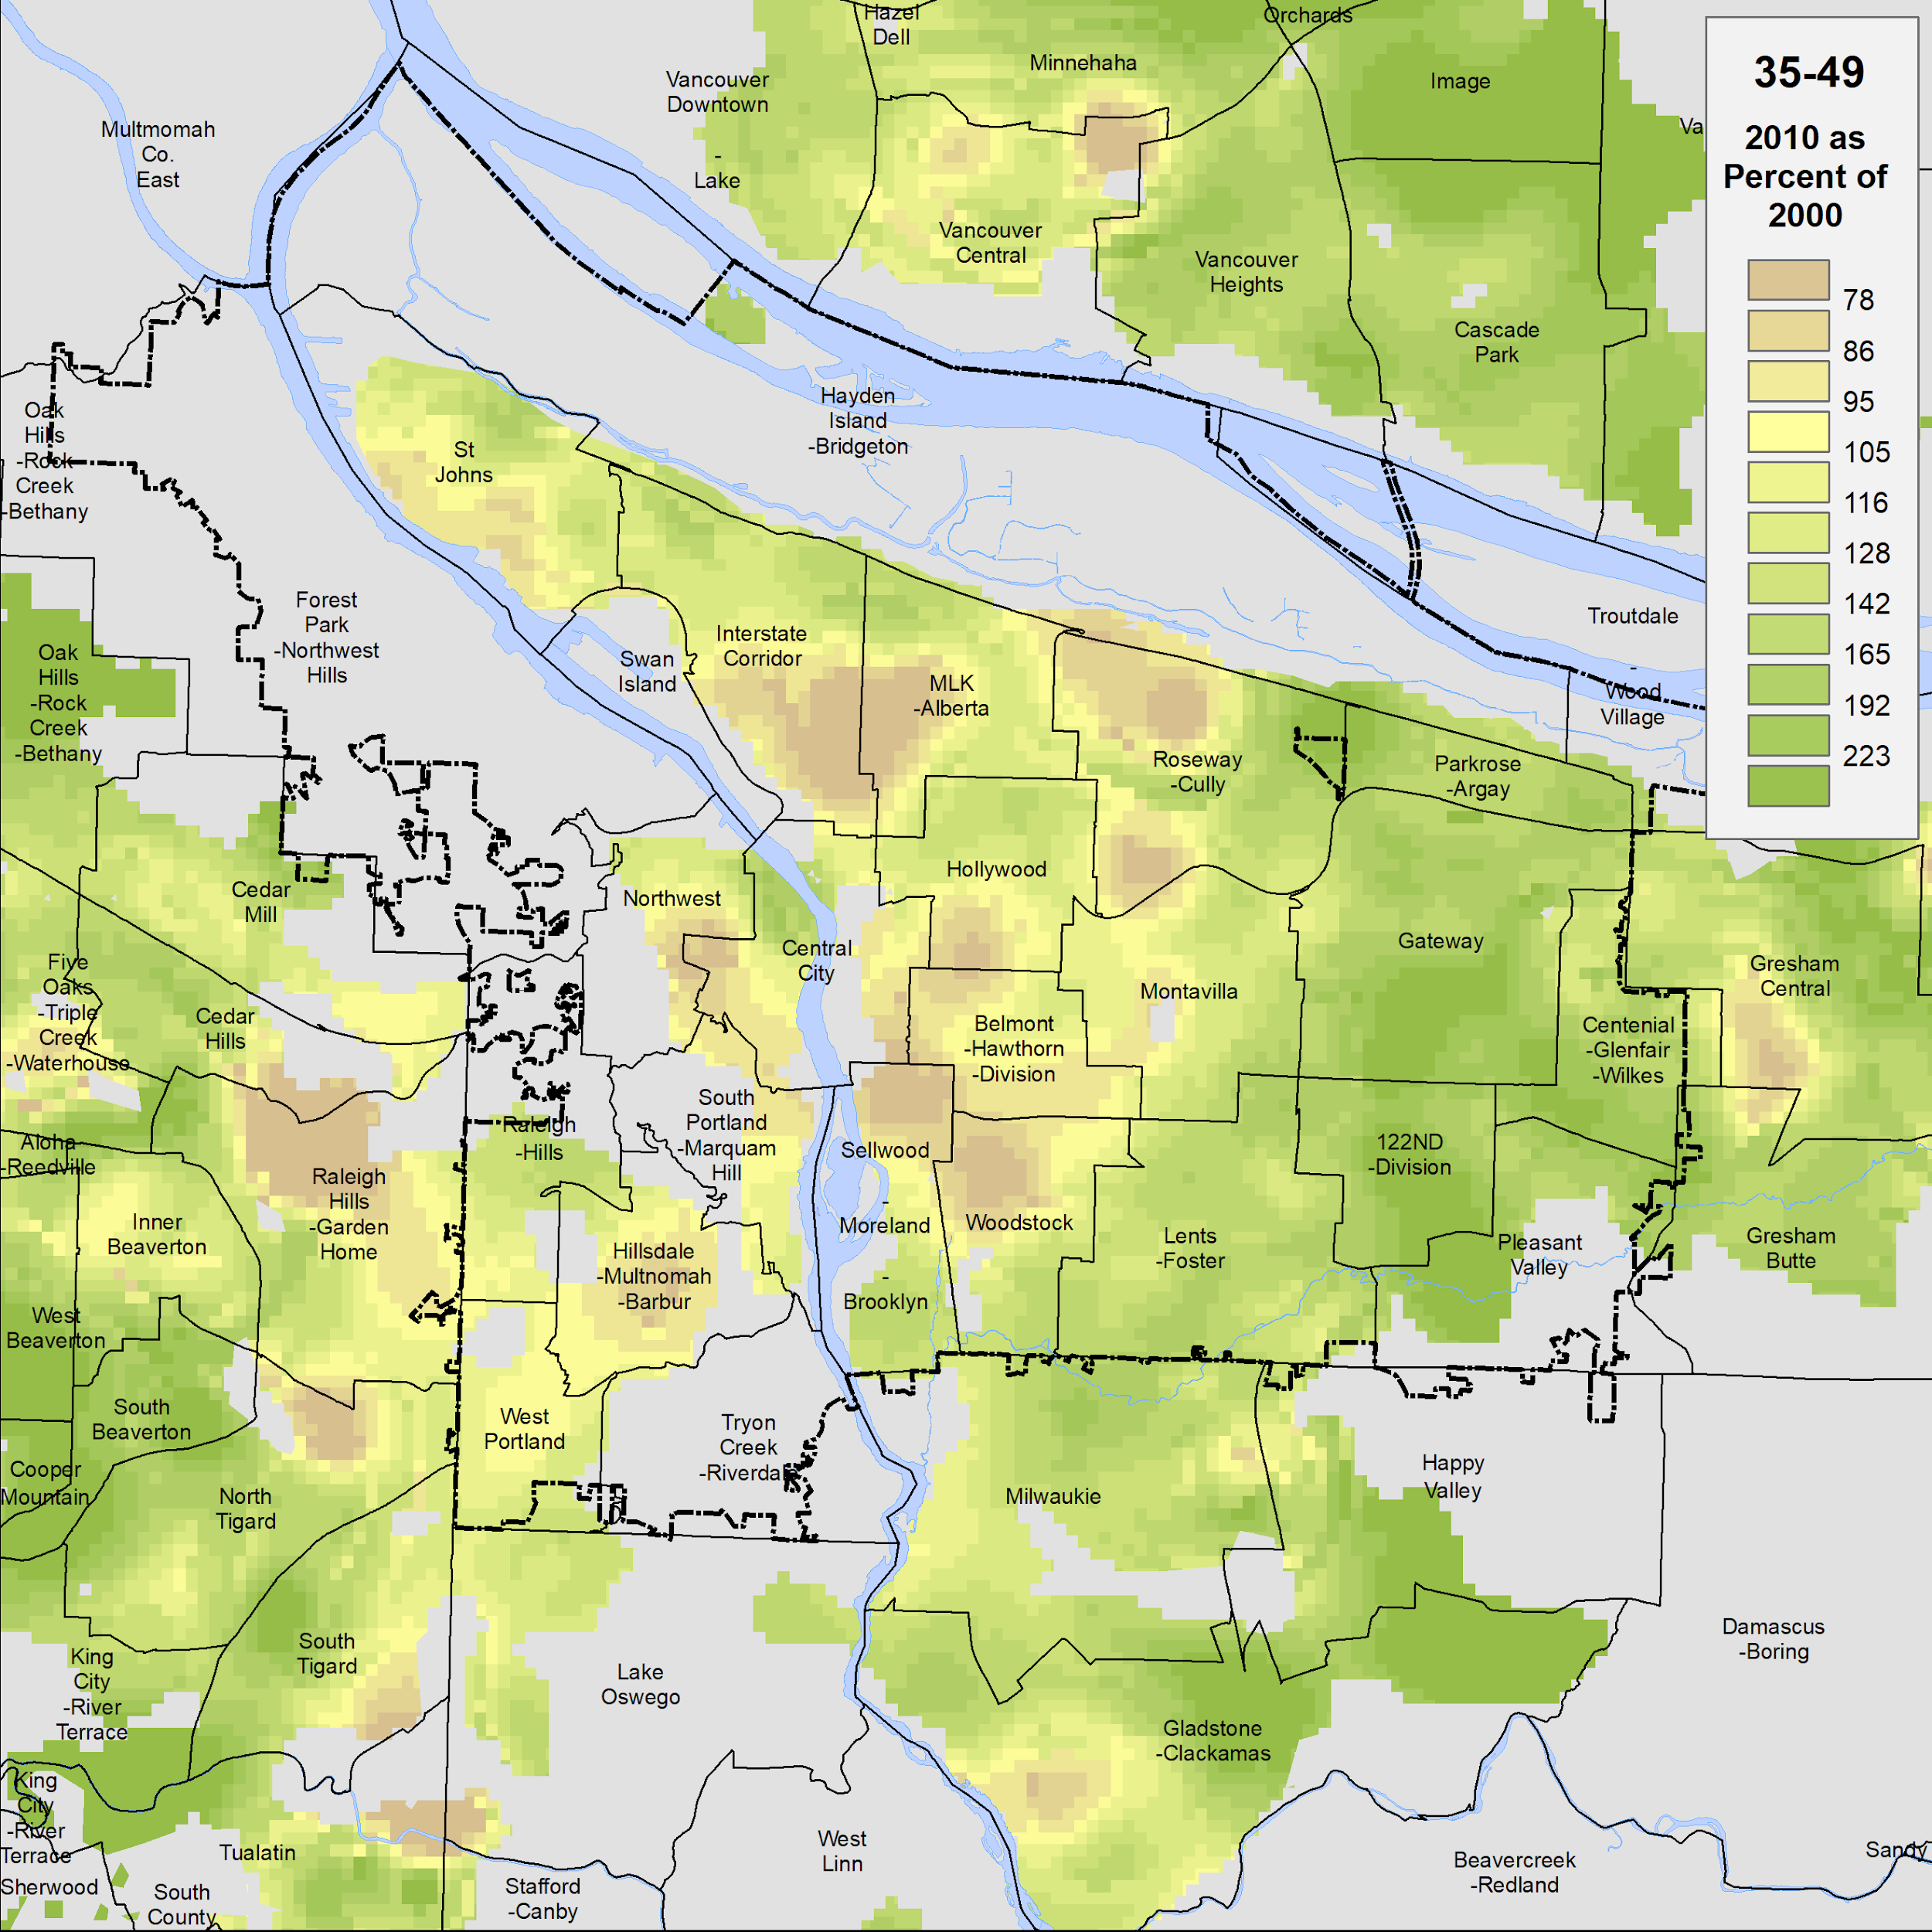 Hazel
Dell
Orchards
Minnehaha
Image
Vancouver
Downtown
-
Lake
Multmomah
Co.
East
Va
Vancouver
Central
Vancouver
Heights
Cascade
Park
35-49
2010 as
Percent of
2000
78
86
95
105
116
128
142
165
192
223
Oak
Hills
-Rock
Creek
-Bethany
Hayden
Island
-Bridgeton
St
Johns
Forest
Park
-Northwest
Hills
Interstate
Corridor
Swan
Island
MLK
-Alberta
Troutdale
-
Wood
Village
Oak
Hills
-Rock
Creek
-Bethany
Roseway
-Cully
Parkrose
-Argay
Hollywood
Cedar
Mill
Northwest
Central
City
Gateway
Gresham
Central
Five
Oaks
-Triple
Creek
-Waterhouse
Cedar
Hills
Montavilla
Belmont
-Hawthorn
-Division
Centenial
-Glenfair
-Wilkes
South
Portland
-Marquam
Hill
Raleigh
-Hills
Aloha
-Reedville
Sellwood
-
Moreland
-
Brooklyn
122ND
-Division
Raleigh
Hills
-Garden
Home
Inner
Beaverton
Woodstock
Lents
-Foster
Pleasant
Valley
Gresham
Butte
Hillsdale
-Multnomah
-Barbur
West
Beaverton
South
Beaverton
West
Portland
Tryon
Creek
-Riverdale
Cooper
Mountain
North
Tigard
Milwaukie
Happy
Valley
South
Tigard
King
City
-River
Terrace
Lake
Oswego
Damascus
-Boring
Gladstone
-Clackamas
King
City
-River
Terrace
Tualatin
West
Linn
Beavercreek
-Redland
Sandy
Sherwood
South
County
Stafford
-Canby